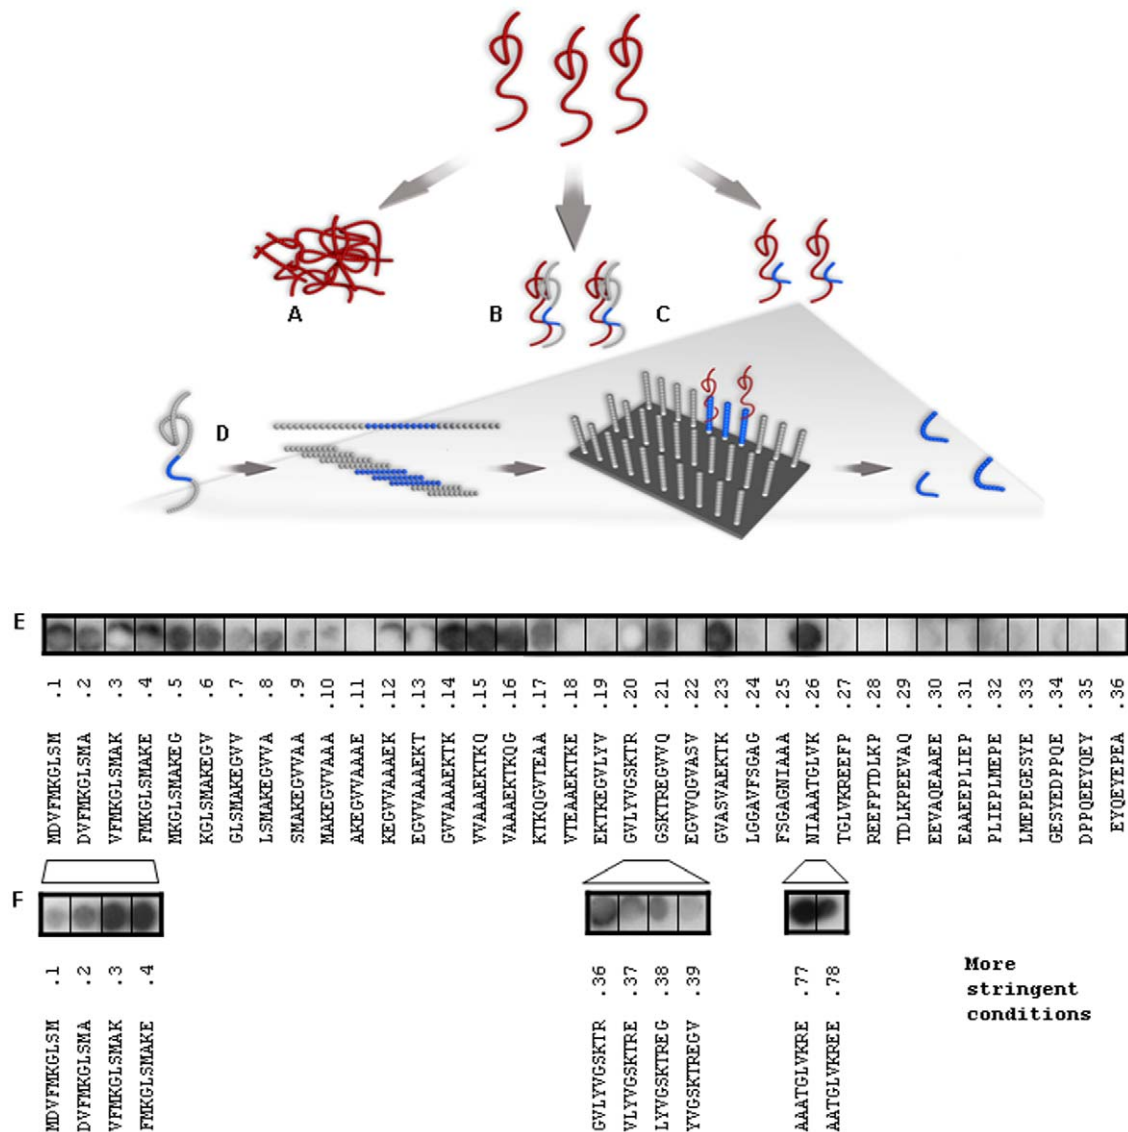 A
B
C
D
E
.1
.2
.3
.4
.5
.6
.7
.8
.9
.10
.11
.12
.13
.14
.15
.16
.17
.18
.19
.20
.21
.22
.23
.24
.25
.26
.27
.28
.29
.30
.31
.32
.33
.34
.35
.36
MDVFMKGLSM
DVFMKGLSMA
VFMKGLSMAK
FMKGLSMAKE
MKGLSMAKEG
KGLSMAKEGV
GLSMAKEGVV
LSMAKEGVVA
SMAKEGVVAA
MAKEGVVAAA
AKEGVVAAAE
KEGVVAAAEK
EGVVAAAEKT
GVVAAAEKTK
VVAAAEKTKQ
VAAAEKTKQG
KTKQGVTEAA
VTEAAEKTKE
EKTKEGVLYV
GVLYVGSKTR
GSKTREGVVQ
EGVVQGVASV
GVASVAEKTK
LGGAVFSGAG
FSGAGNIAAA
NIAAATGLVK
TGLVKREEFP
REEFPTDLKP
TDLKPEEVAQ
EEVAQEAAEE
EAAEEPLIEP
PLIEPLMEPE
LMEPEGESYE
GESYEDPPQE
DPPQEEYQEY
EYQEYEPEA
F
.1
.2
.3
.4
MDVFMKGLSM
DVFMKGLSMA
VFMKGLSMAK
FMKGLSMAKE
.36
.37
.38
.39
GVLYVGSKTR
VLYVGSKTRE
LYVGSKTREG
YVGSKTREGV
.77
.78
AAATGLVKRE
AATGLVKREE
More
stringent
conditions